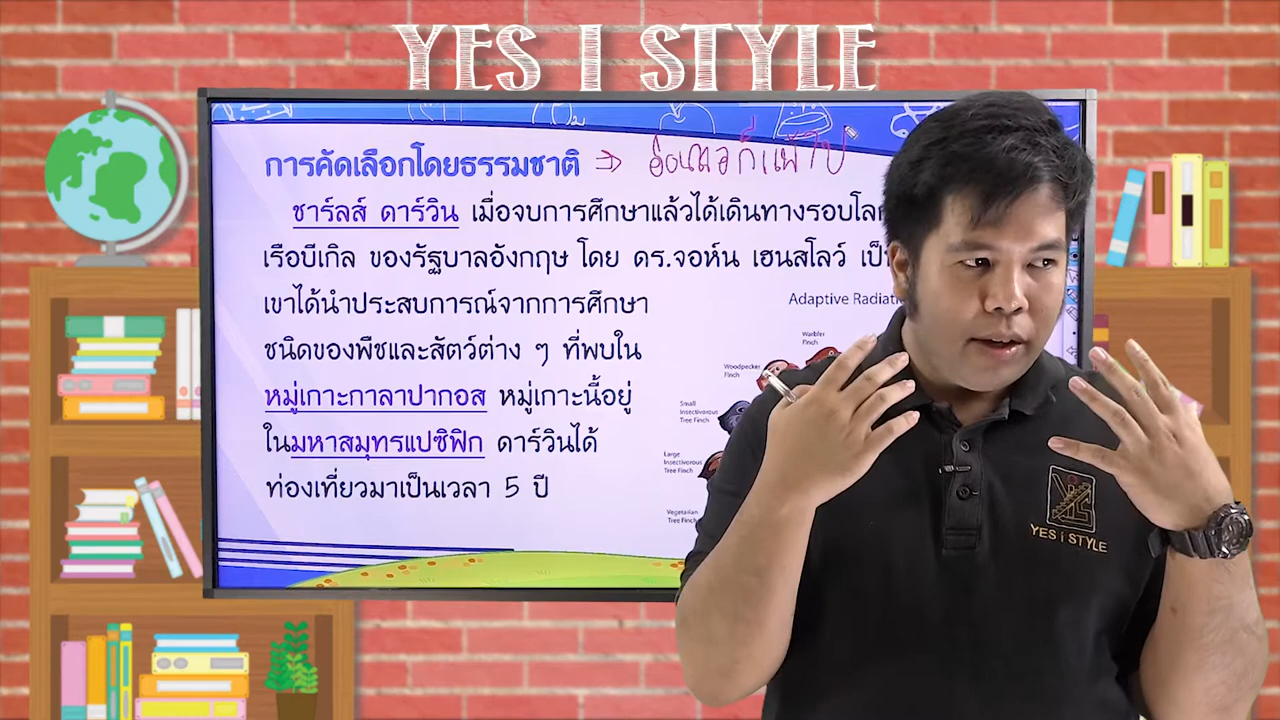 YES I STYLE
การคัดเลือกโดยธรรมชาติ ⇒ อ่อนแอก็แพ้ไป
ชาร์ลส์ ดาร์วิน เมื่อจบการศึกษาแล้วได้เดินทางรอบโลก
เรือบีเกิล ของรัฐบาลอังกฤษ โดย ดร.จอห์น เฮนสโลว์
เขาได้นำประสบการณ์จากการศึกษา
ชนิดของพืชและสัตว์ต่าง ๆ ที่พบใน
หมู่เกาะกาลาปากอส หมู่เกาะนี้อยู่
ในมหาสมุทรแปซิฟิก ดาร์วินได้
ท่องเที่ยวมาเป็นเวลา 5 ปี
Adaptive
Warbler
Finch
Woodpecker
Finch
Small
Insectivorous
Tree Finch
Large
Insectivorous
Tree Finch
Vegetarian
Tree Finch
YES I STYLE